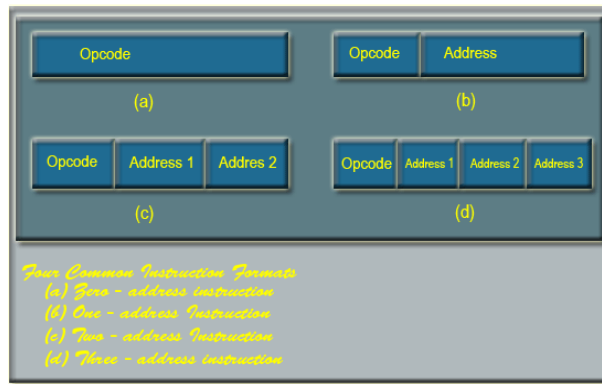 Opcode
Opcode Address
(a)
(b)
Opcode Address 1 Addres 2
Opcode Address 1 Address 2 Address 3
(c)
(d)
Four Common Instruction Formats
(a) Zero - address instruction
(b) One - address Instruction
(c) Two - address Instruction
(d) Three - address instruction